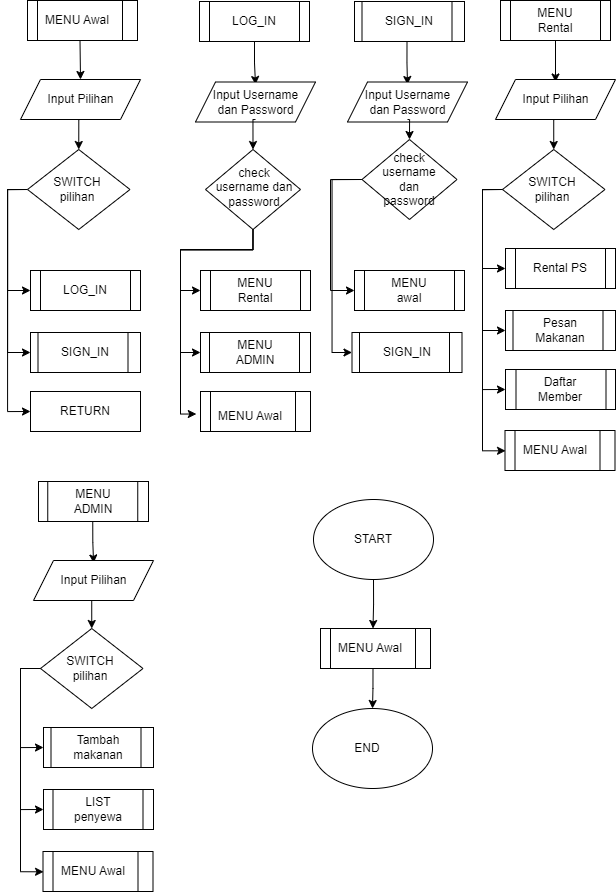 MENU Awal
Input Pilihan
SWITCH
pilihan
LOG_IN
SIGN_IN
RETURN
LOG_IN
Input Username
dan Password
check
username dan
password
MENU
Rental
MENU
ADMIN
MENU Awal
SIGN_IN
Input Username
dan Password
check
username
dan
password
MENU
awal
SIGN_IN
MENU
Rental
Input Pilihan
SWITCH
pilihan
Rental PS
Pesan
Makanan
Daftar
Member
MENU Awal
MENU
ADMIN
Input Pilihan
SWITCH
pilihan
Tambah
makanan
LIST
penyewa
MENU Awal
START
MENU Awal
END